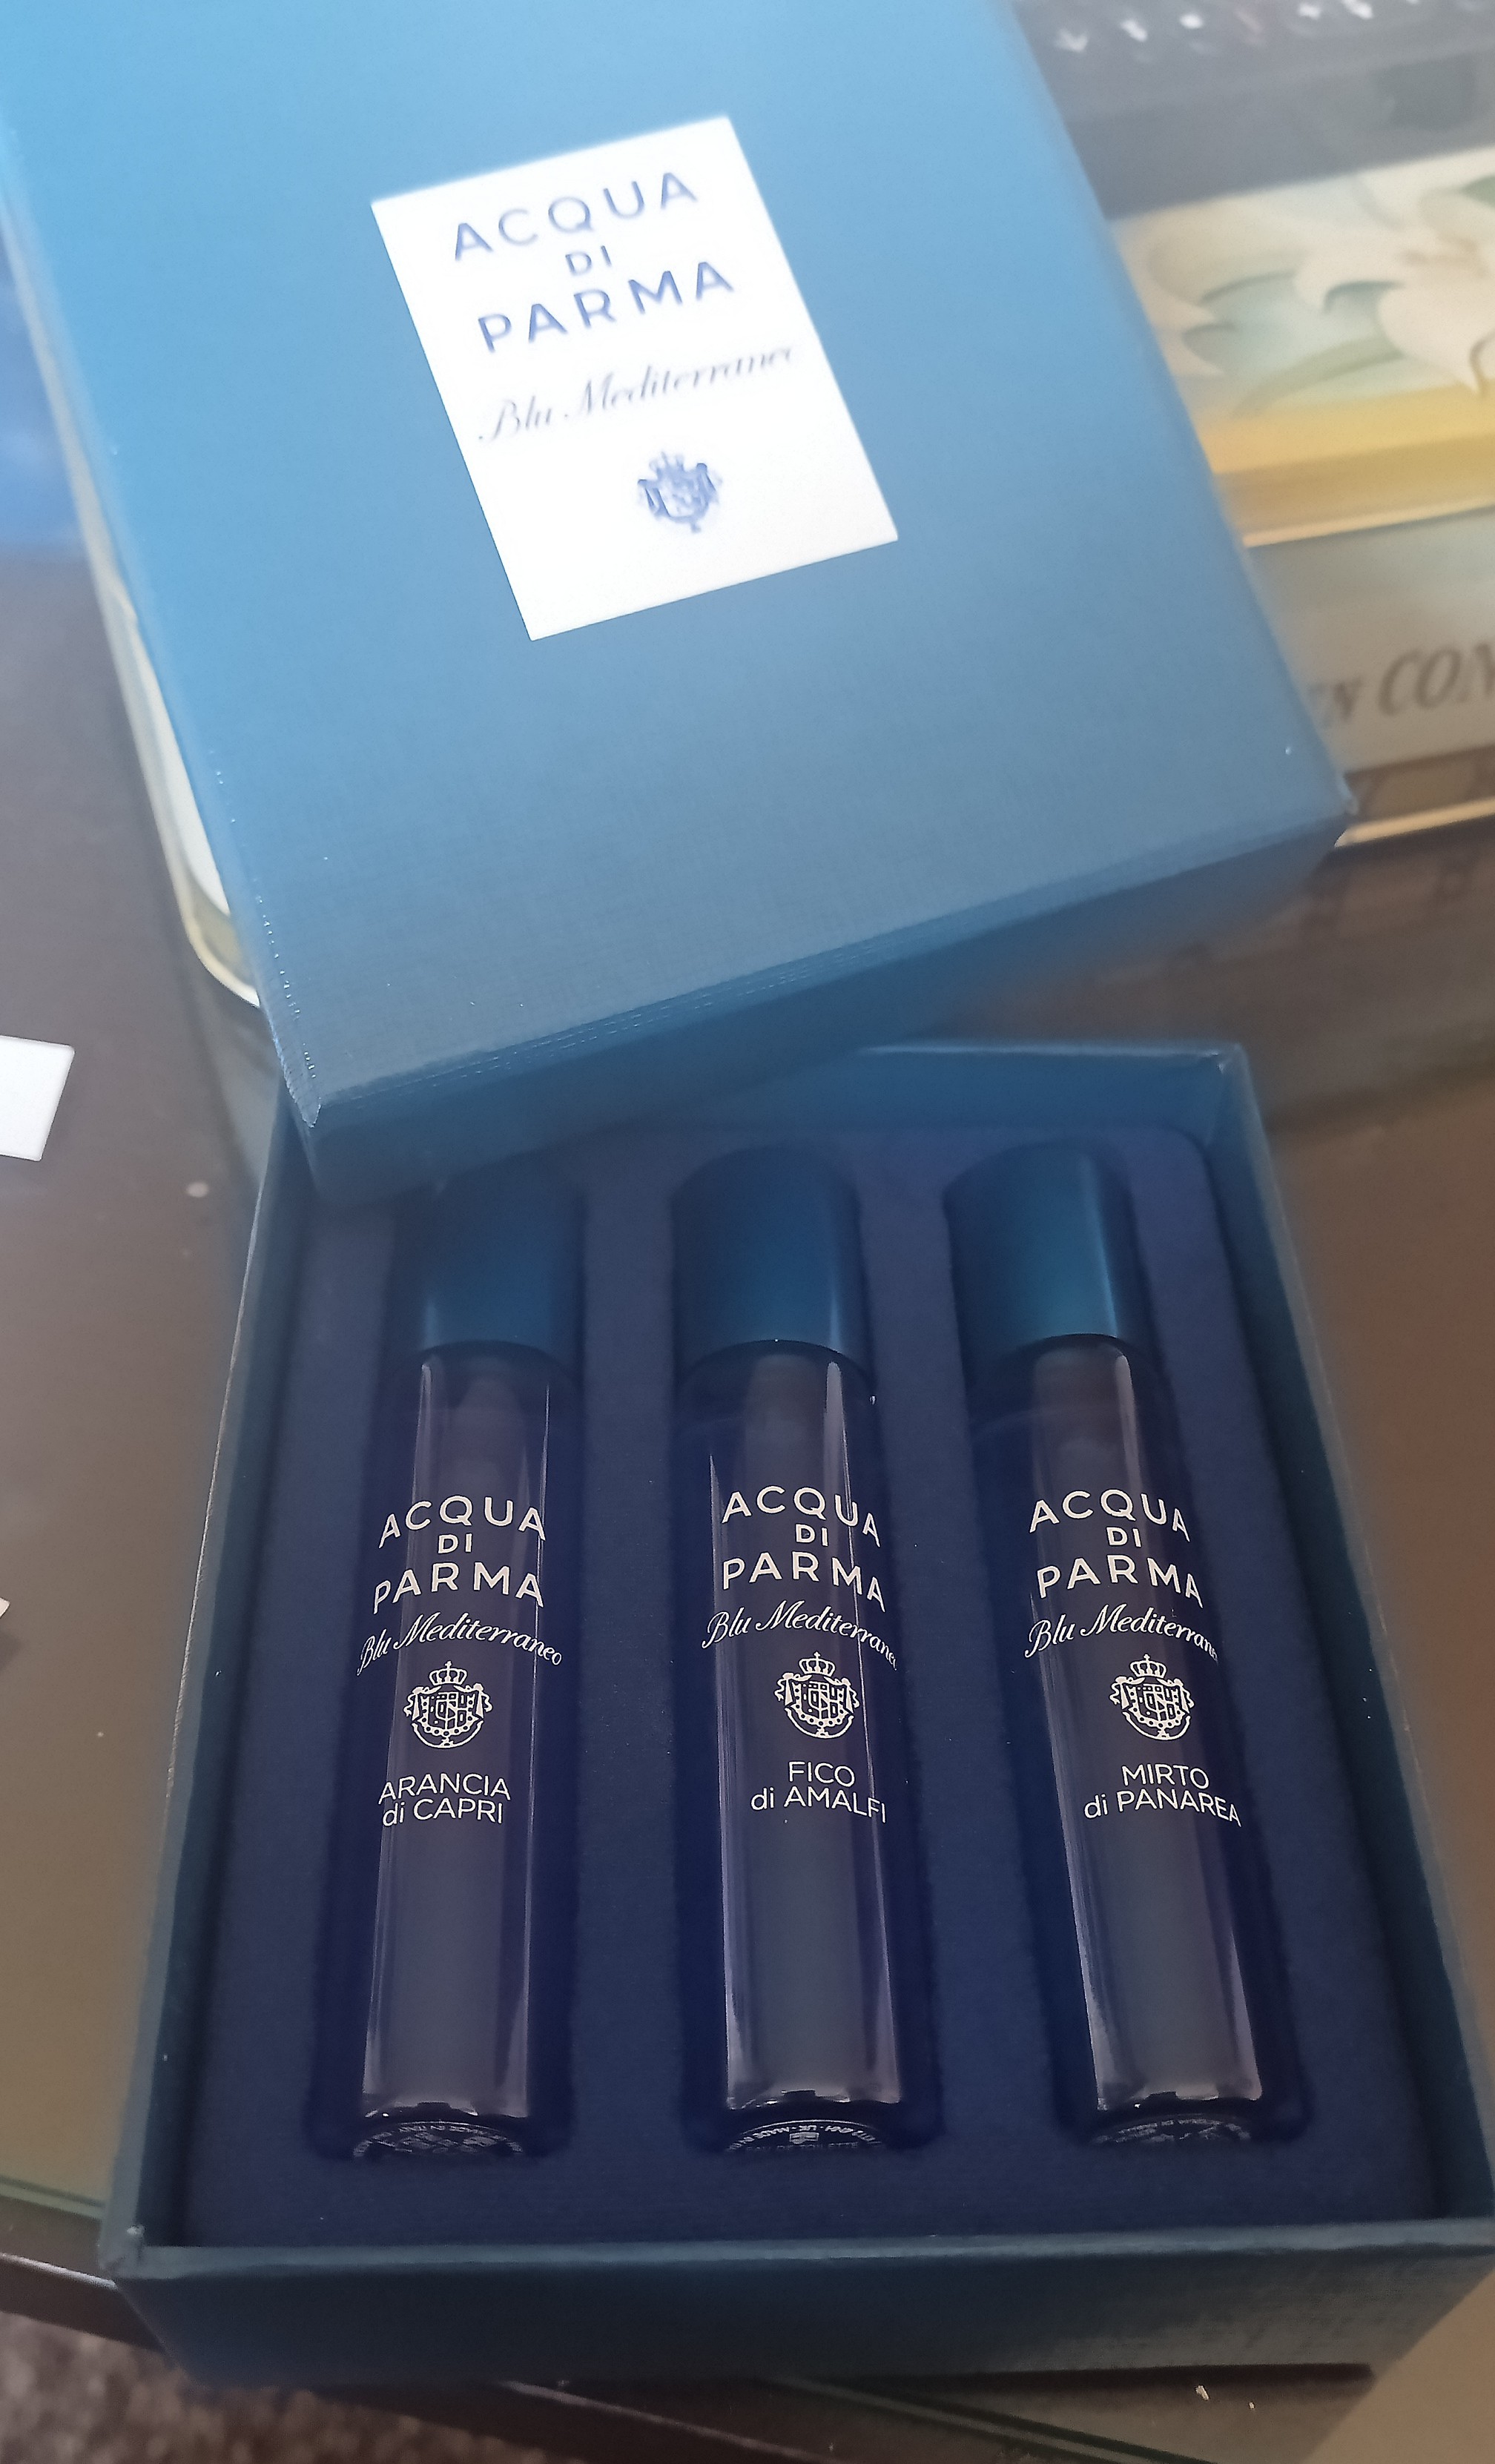 ACQUA
DI
PARMA
Blu Mediterraneo
CON
ACQUA
DI
PARMA
Blu Mediterraneo
ARANCIA
di CAPRI
ACQUA
DI
PARMA
Blu Mediterraneo
FICO
di AMALFI
ACQUA
DI
PARMA
Blu Mediterraneo
MIRTO
di PANAREA